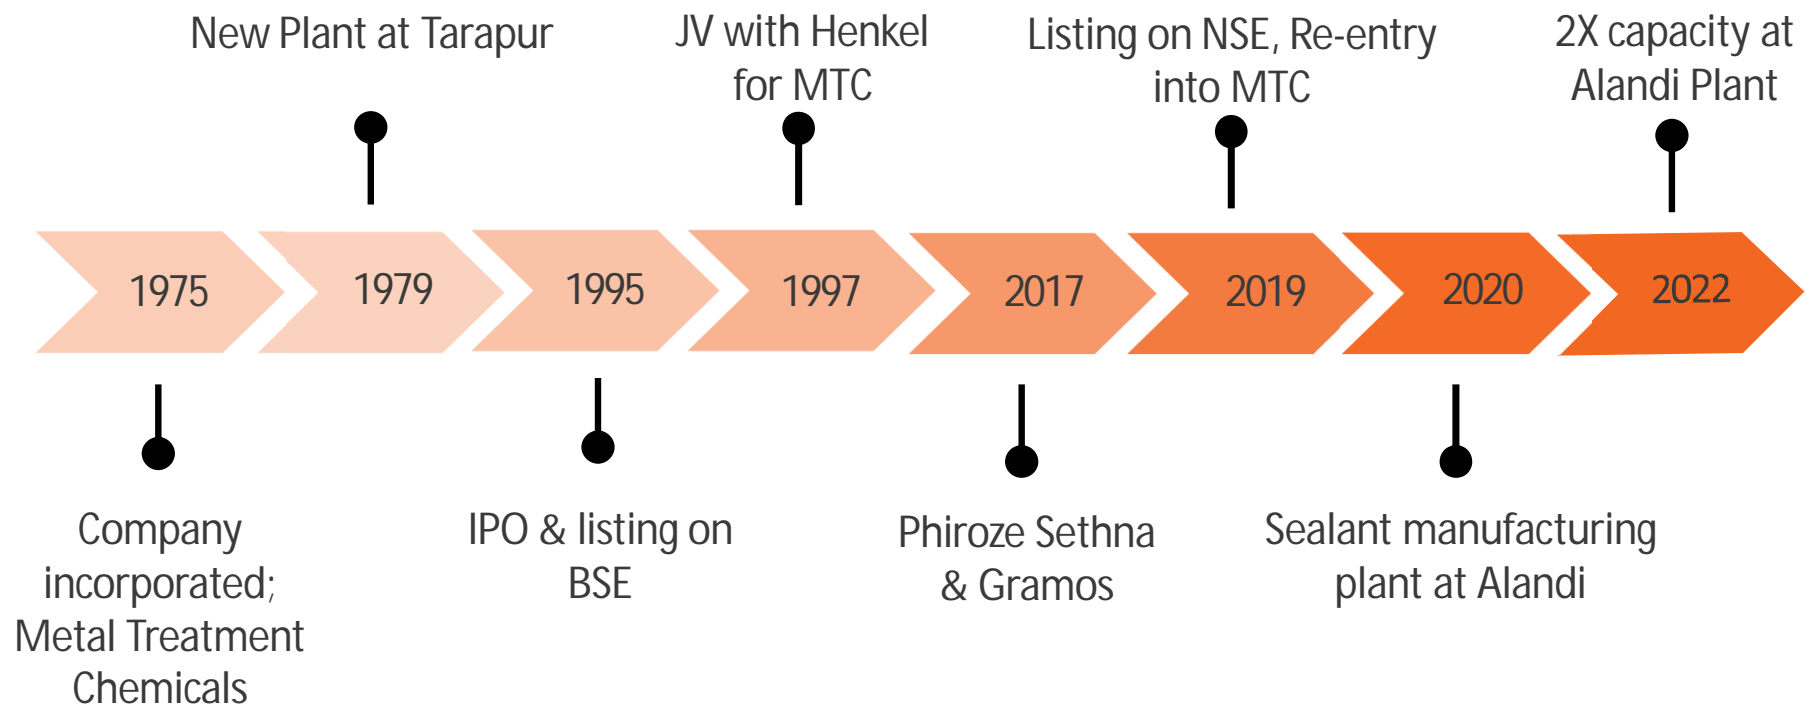 New Plant at Tarapur
JV with Henkel
for MTC
Listing on NSE, Re-entry
into MTC
2X capacity at
Alandi Plant
1975
1979
1995
1997
2017
2019
2020
2022
Company
incorporated;
Metal Treatment
Chemicals
IPO & listing on
BSE
Phiroze Sethna
& Gramos
Sealant manufacturing
plant at Alandi